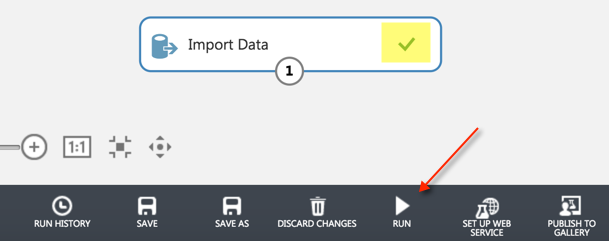 Import Data
1
1:1
RUN HISTORY
SAVE
SAVE AS
DISCARD CHANGES
RUN
SET UP WEB
SERVICE
PUBLISH TO
GALLERY